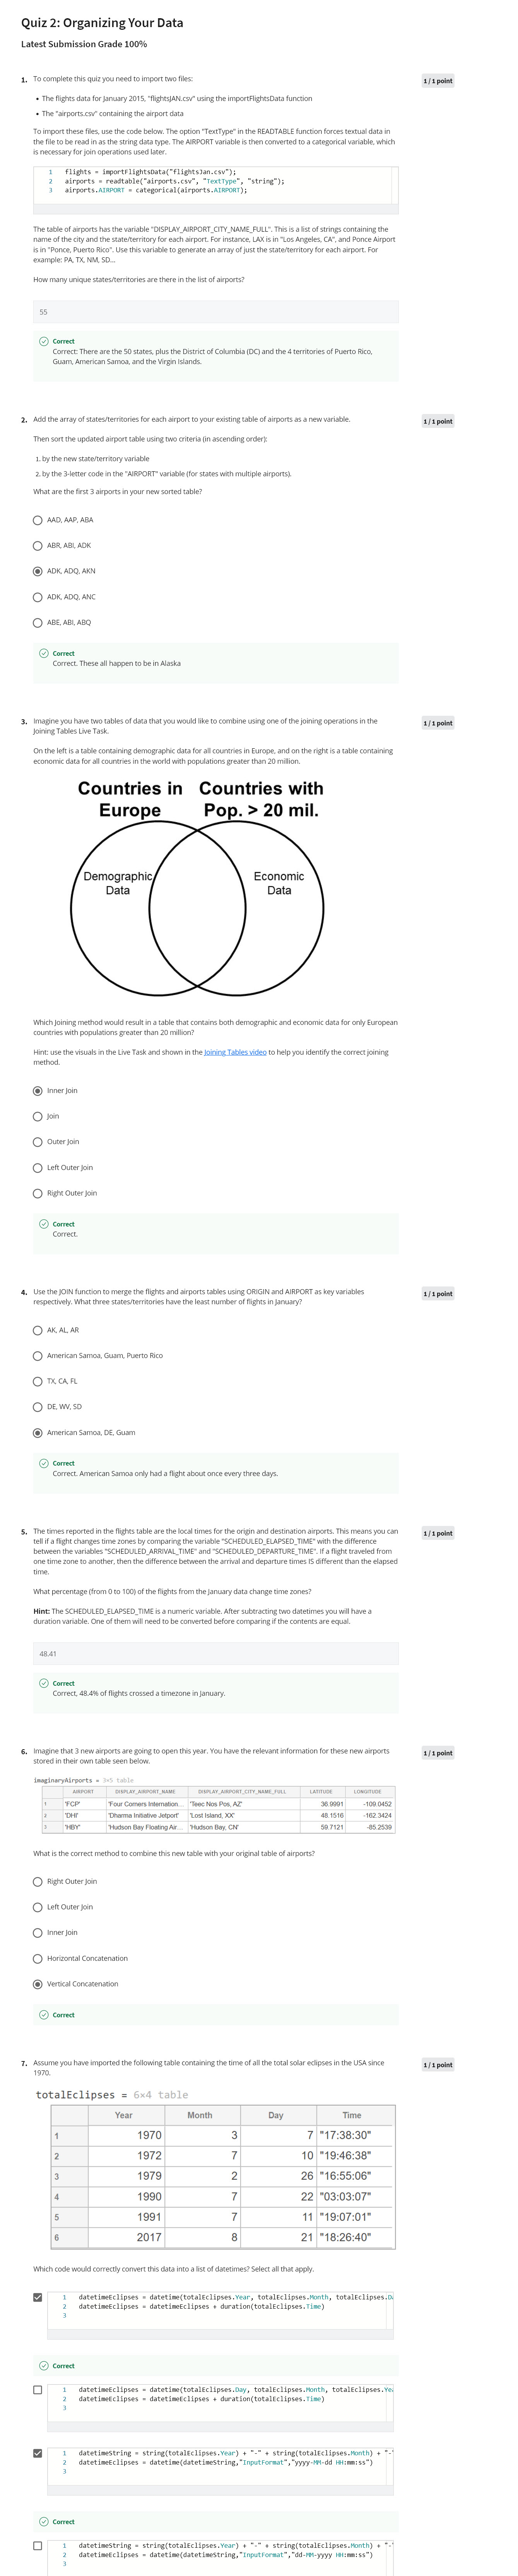 Quiz 2: Organizing Your Data
Latest Submission Grade 100%
1. To complete this quiz you need to import two files:
1 / 1 point
• The flights data for January 2015, "flightsJAN.csv" using the importFlightsData function
• The "airports.csv" containing the airport data
To import these files, use the code below. The option "TextType" in the READTABLE function forces textual data in
the file to be read in as the string data type. The AIRPORT variable is then converted to a categorical variable, which
is necessary for join operations used later.
1 flights = importFlightsData("flightsJan.csv");
2 airports = readtable("airports.csv", "TextType", "string");
3 airports.AIRPORT = categorical(airports.AIRPORT);
The table of airports has the variable "DISPLAY_AIRPORT_CITY_NAME_FULL". This is a list of strings containing the
name of the city and the state/territory for each airport. For instance, LAX is in "Los Angeles, CA", and Ponce Airport
is in "Ponce, Puerto Rico". Use this variable to generate an array of just the state/territory for each airport. For
example: PA, TX, NM, SD...
How many unique states/territories are there in the list of airports?
55
Correct
Correct: There are the 50 states, plus the District of Columbia (DC) and the 4 territories of Puerto Rico,
Guam, American Samoa, and the Virgin Islands.
2. Add the array of states/territories for each airport to your existing table of airports as a new variable.
1 / 1 point
Then sort the updated airport table using two criteria (in ascending order):
1. by the new state/territory variable
2. by the 3-letter code in the "AIRPORT" variable (for states with multiple airports).
What are the first 3 airports in your new sorted table?
AAD, AAP, ABA
ABR, ABI, ADK
ADK, ADQ, AKN
ADK, ADQ, ANC
ABE, ABI, ABQ
Correct
Correct. These all happen to be in Alaska
3. Imagine you have two tables of data that you would like to combine using one of the joining operations in the
Joining Tables Live Task.
1 / 1 point
On the left is a table containing demographic data for all countries in Europe, and on the right is a table containing
economic data for all countries in the world with populations greater than 20 million.
Countries in Europe
Countries with Pop. > 20 mil.
Demographic Data
Economic Data
Which Joining method would result in a table that contains both demographic and economic data for only European
countries with populations greater than 20 million?
Hint: use the visuals in the Live Task and shown in the Joining Tables video to help you identify the correct joining
method.
Inner Join
Join
Outer Join
Left Outer Join
Right Outer Join
Correct
Correct.
4. Use the JOIN function to merge the flights and airports tables using ORIGIN and AIRPORT as key variables
respectively. What three states/territories have the least number of flights in January?
1 / 1 point
AK, AL, AR
American Samoa, Guam, Puerto Rico
TX, CA, FL
DE, WV, SD
American Samoa, DE, Guam
Correct
Correct. American Samoa only had a flight about once every three days.
5. The times reported in the flights table are the local times for the origin and destination airports. This means you can
tell if a flight changes time zones by comparing the variable "SCHEDULED_ELAPSED_TIME" with the difference
between the variables "SCHEDULED_ARRIVAL_TIME" and "SCHEDULED_DEPARTURE_TIME". If a flight traveled from
one time zone to another, then the difference between the arrival and departure times IS different than the elapsed
time.
1 / 1 point
What percentage (from 0 to 100) of the flights from the January data change time zones?
Hint: The SCHEDULED_ELAPSED_TIME is a numeric variable. After subtracting two datetimes you will have a
duration variable. One of them will need to be converted before comparing if the contents are equal.
48.41
Correct
Correct, 48.4% of flights crossed a timezone in January.
6. Imagine that 3 new airports are going to open this year. You have the relevant information for these new airports
stored in their own table seen below.
1 / 1 point
imaginaryAirports = 3×5 table
AIRPORT DISPLAY_AIRPORT_NAME DISPLAY_AIRPORT_CITY_NAME_FULL LATITUDE LONGITUDE
1 'FCP' 'Four Corners Internation... 'Teec Nos Pos, AZ' 36.9991 -109.0452
2 'DHI' 'Dharma Initiative Jetport' 'Lost Island, XX' 48.1516 -162.3424
3 'HBY' 'Hudson Bay Floating Air... 'Hudson Bay, CN' 59.7121 -85.2539
What is the correct method to combine this new table with your original table of airports?
Right Outer Join
Left Outer Join
Inner Join
Horizontal Concatenation
Vertical Concatenation
Correct
7. Assume you have imported the following table containing the time of all the total solar eclipses in the USA since
1970.
1 / 1 point
totalEclipses = 6×4 table
Year Month Day Time
1 1970 3 7 "17:38:30"
2 1972 7 10 "19:46:38"
3 1979 2 26 "16:55:06"
4 1990 7 22 "03:03:07"
5 1991 7 11 "19:07:01"
6 2017 8 21 "18:26:40"
Which code would correctly convert this data into a list of datetimes? Select all that apply.
1 datetimeEclipses = datetime(totalEclipses.Year, totalEclipses.Month, totalEclipses.Da
2 datetimeEclipses = datetimeEclipses + duration(totalEclipses.Time)
3
Correct
1 datetimeEclipses = datetime(totalEclipses.Day, totalEclipses.Month, totalEclipses.Yea
2 datetimeEclipses = datetimeEclipses + duration(totalEclipses.Time)
3
1 datetimeString = string(totalEclipses.Year) + "-" + string(totalEclipses.Month) + "-"
2 datetimeEclipses = datetime(datetimeString,"InputFormat","yyyy-MM-dd HH:mm:ss")
3
Correct
1 datetimeString = string(totalEclipses.Year) + "-" + string(totalEclipses.Month) + "-"
2 datetimeEclipses = datetime(datetimeString,"InputFormat","dd-MM-yyyy HH:mm:ss")
3